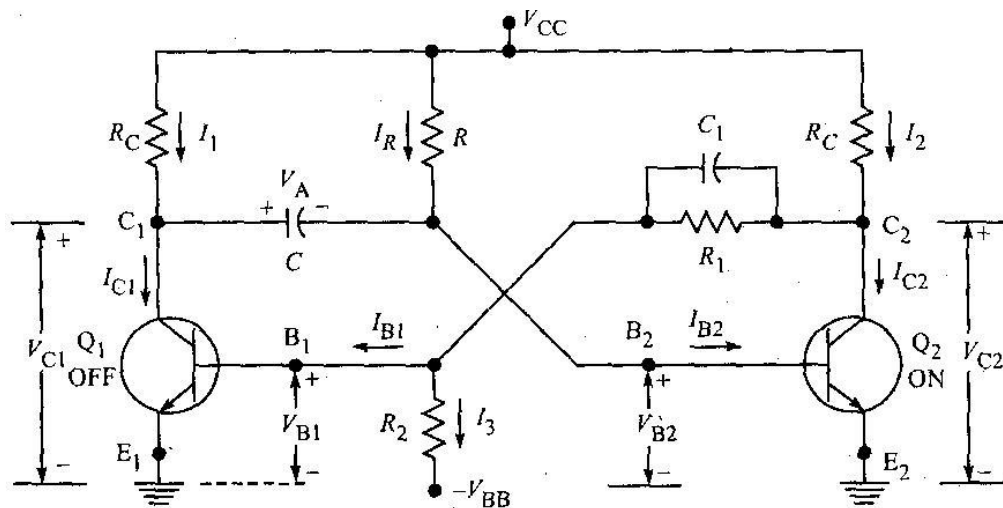 V_CC
R_C I_1 I_R R C_1 R_C I_2
V_A
+ −
C_1 C R_1 C_2
+ +
I_C1 I_C2
Q_1 B_1 I_B1 B_2 I_B2 Q_2
V_C1 OFF ON V_C2
+ +
V_B1 R_2 I_3 V_B2
E_1 E_2
− − − −
−V_BB